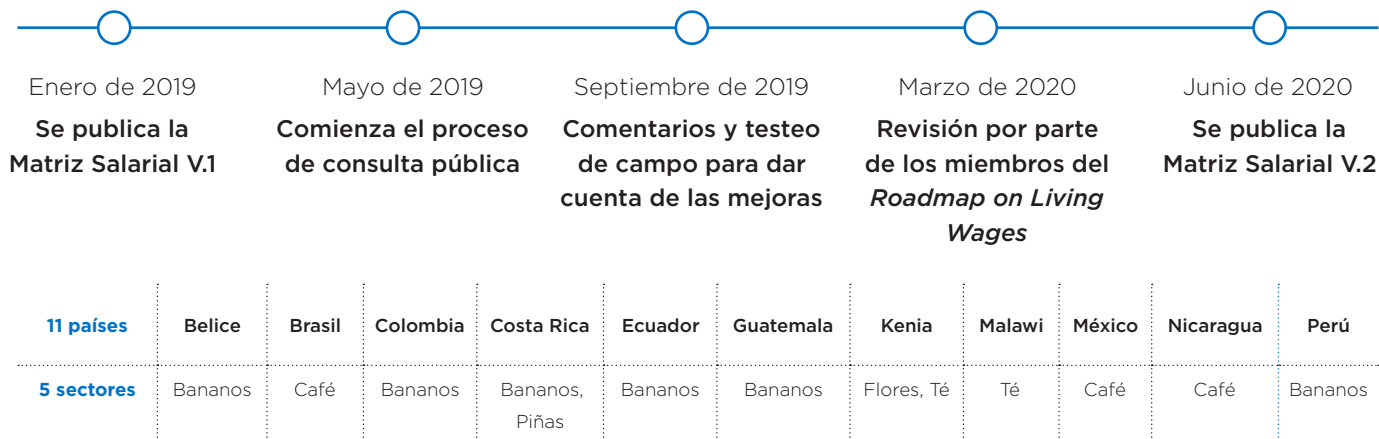 Enero de 2019
Se publica la
Matriz Salarial V.1
Mayo de 2019
Comienza el proceso
de consulta pública
Septiembre de 2019
Comentarios y testeo
de campo para dar
cuenta de las mejoras
Marzo de 2020
Revisión por parte
de los miembros del
Roadmap on Living
Wages
Junio de 2020
Se publica la
Matriz Salarial V.2
11 países Belice Brasil Colombia Costa Rica Ecuador Guatemala Kenia Malawi México Nicaragua Perú
5 sectores Bananos Café Bananos Bananos, Bananos Bananos Flores, Té Té Café Café Bananos
Piñas